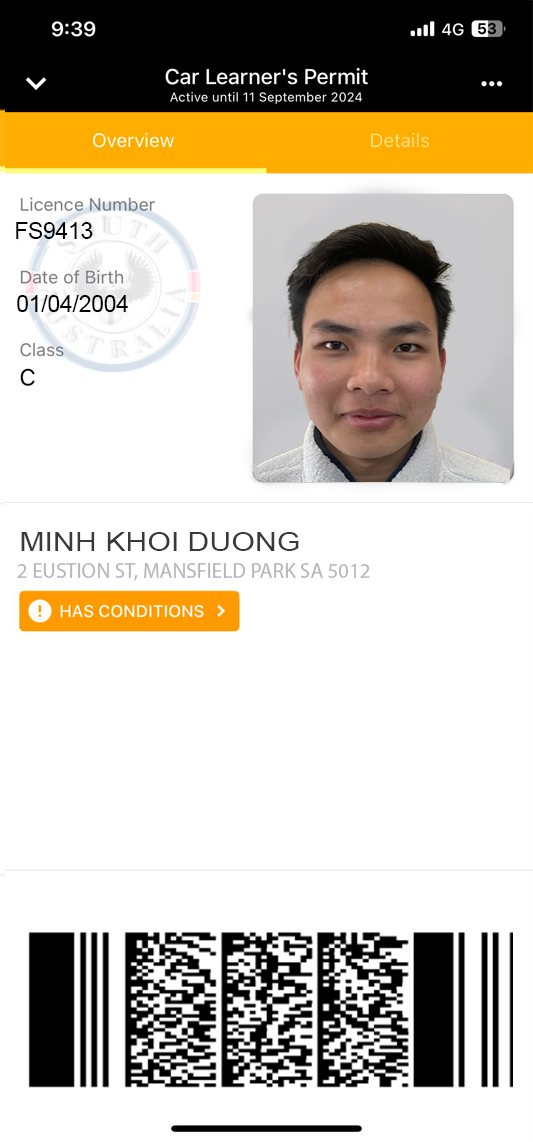 9:39
4G 53
Car Learner's Permit
Active until 11 September 2024
Overview Details
Licence Number
FS9413
Date of Birth
01/04/2004
Class
C
SOUTH
AUSTRALIA
MINH KHOI DUONG
2 EUSTION ST, MANSFIELD PARK SA 5012
! HAS CONDITIONS